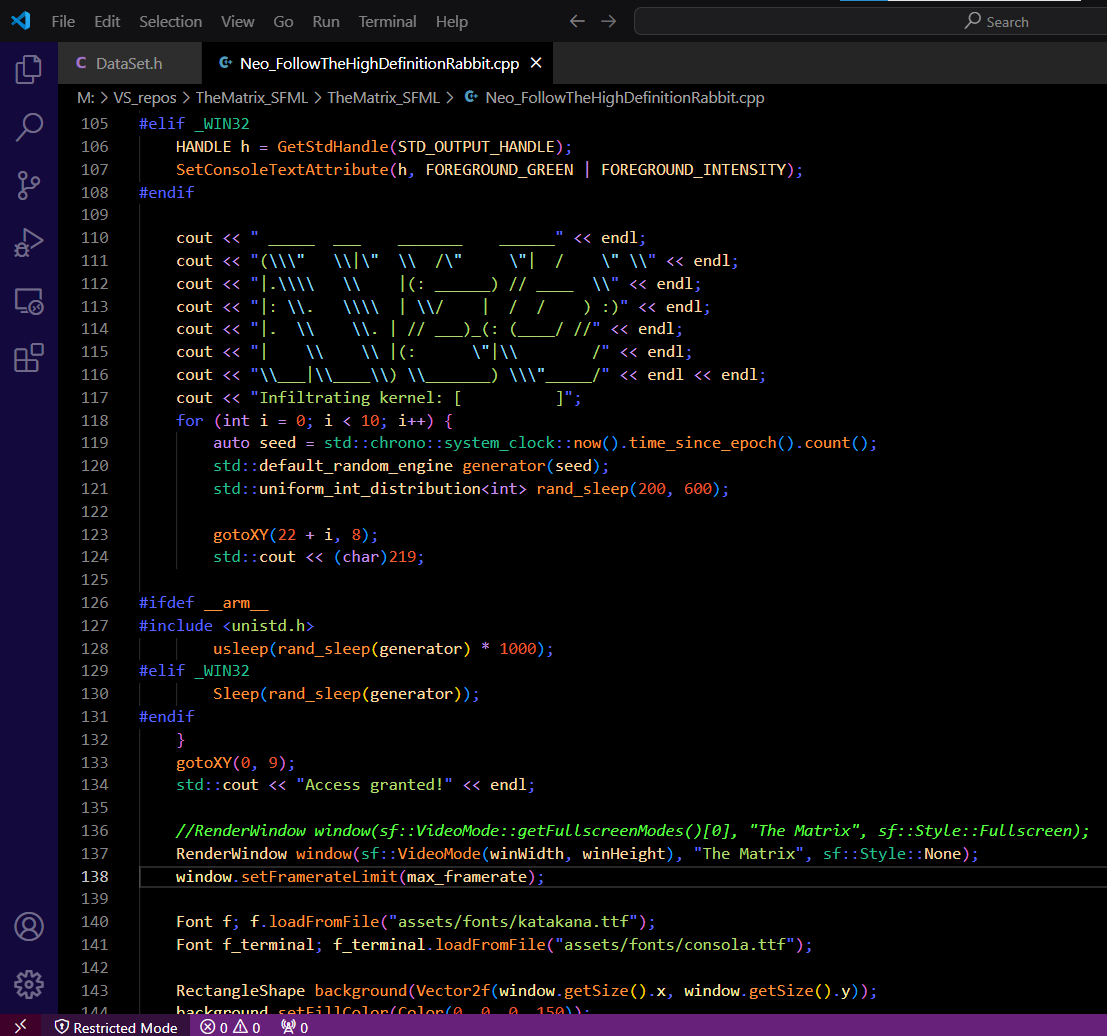 File Edit Selection View Go Run Terminal Help Search
DataSet.h Neo_FollowTheHighDefinitionRabbit.cpp
M: > VS_repos > TheMatrix_SFML > TheMatrix_SFML > Neo_FollowTheHighDefinitionRabbit.cpp
105 #elif _WIN32
106     HANDLE h = GetStdHandle(STD_OUTPUT_HANDLE);
107     SetConsoleTextAttribute(h, FOREGROUND_GREEN | FOREGROUND_INTENSITY);
108 #endif
109
110     cout << " _____  ___    _______    ______" << endl;
111     cout << "(\\\"   \\|\"  \\  /\"     \"|  /    \" \\" << endl;
112     cout << "|.\\\\   \\    |(: ______) // ____  \\" << endl;
113     cout << "|: \\.   \\\\  | \\/    |  /  /    ) :)" << endl;
114     cout << "|.  \\    \\. | // ___)_(: (____/ //" << endl;
115     cout << "|    \\    \\ |(:      \"|\\        /" << endl;
116     cout << "\\___|\\____\\) \\_______) \\\"_____/" << endl << endl;
117     cout << "Infiltrating kernel: [          ]";
118     for (int i = 0; i < 10; i++) {
119         auto seed = std::chrono::system_clock::now().time_since_epoch().count();
120         std::default_random_engine generator(seed);
121         std::uniform_int_distribution<int> rand_sleep(200, 600);
122
123         gotoXY(22 + i, 8);
124         std::cout << (char)219;
125
126 #ifdef __arm__
127 #include <unistd.h>
128         usleep(rand_sleep(generator) * 1000);
129 #elif _WIN32
130         Sleep(rand_sleep(generator));
131 #endif
132     }
133     gotoXY(0, 9);
134     std::cout << "Access granted!" << endl;
135
136     //RenderWindow window(sf::VideoMode::getFullscreenModes()[0], "The Matrix", sf::Style::Fullscreen);
137     RenderWindow window(sf::VideoMode(winWidth, winHeight), "The Matrix", sf::Style::None);
138     window.setFramerateLimit(max_framerate);
139
140     Font f; f.loadFromFile("assets/fonts/katakana.ttf");
141     Font f_terminal; f_terminal.loadFromFile("assets/fonts/consola.ttf");
142
143     RectangleShape background(Vector2f(window.getSize().x, window.getSize().y));
144     background.setFillColor(Color(0, 0, 0, 150));
Restricted Mode 0 0 0